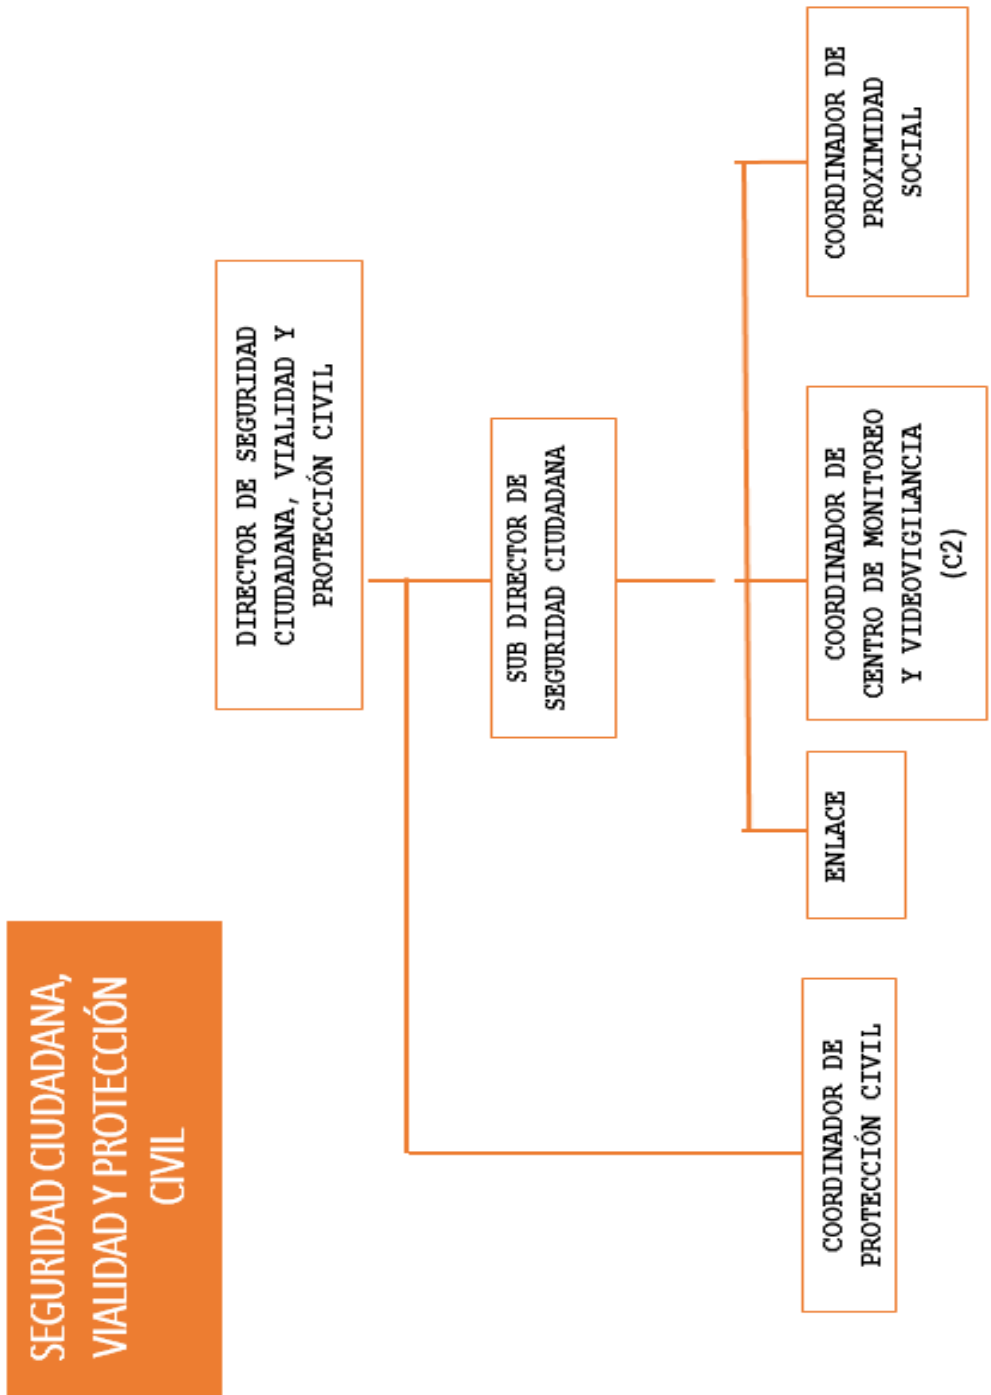 SEGURIDAD CIUDADANA,
VIALIDAD Y PROTECCIÓN
CIVIL
DIRECTOR DE SEGURIDAD
CIUDADANA, VIALIDAD Y
PROTECCIÓN CIVIL
SUB DIRECTOR DE
SEGURIDAD CIUDADANA
COORDINADOR DE
PROTECCIÓN CIVIL
ENLACE
COORDINADOR DE
CENTRO DE MONITOREO
Y VIDEOVIGILANCIA
(C2)
COORDINADOR DE
PROXIMIDAD
SOCIAL